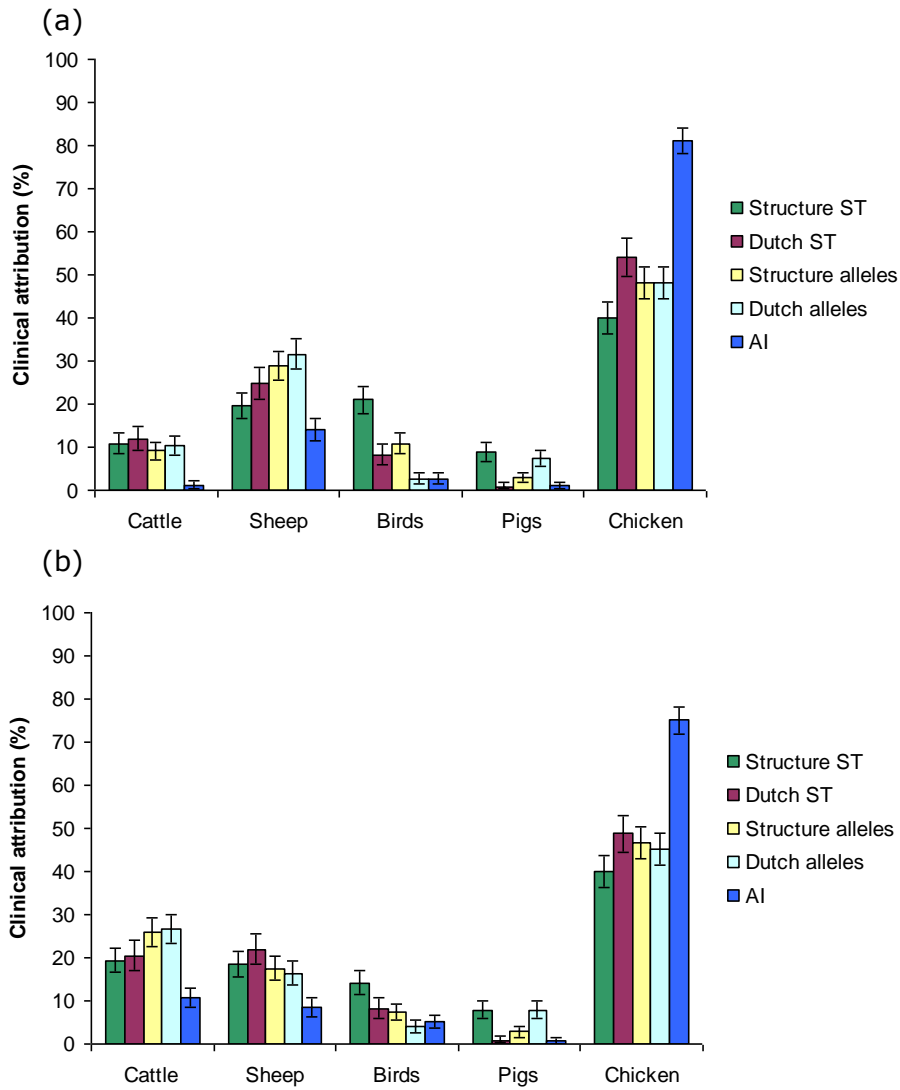 (a)
Clinical attribution (%)
100
90
80
70
60
50
40
30
20
10
0
Cattle Sheep Birds Pigs Chicken
Structure ST
Dutch ST
Structure alleles
Dutch alleles
AI
(b)
Clinical attribution (%)
100
90
80
70
60
50
40
30
20
10
0
Cattle Sheep Birds Pigs Chicken
Structure ST
Dutch ST
Structure alleles
Dutch alleles
AI